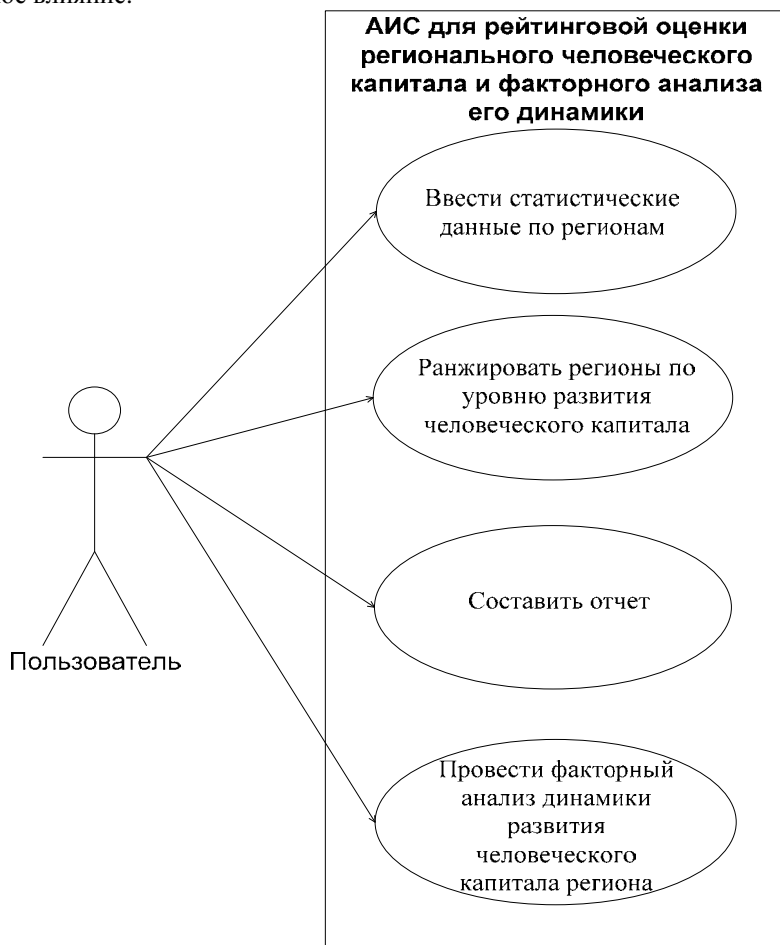 влияние.
АИС для рейтинговой оценки
регионального человеческого
капитала и факторного анализа
его динамики
Ввести статистические
данные по регионам
Ранжировать регионы по
уровню развития
человеческого капитала
Составить отчет
Пользователь
Провести факторный
анализ динамики
развития
человеческого
капитала региона